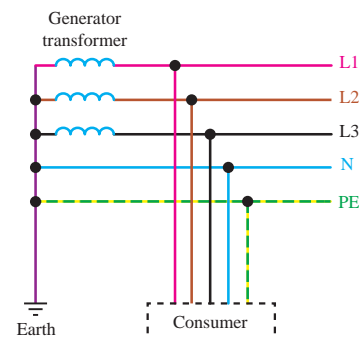 Generator
transformer
L1
L2
L3
N
PE
Earth
Consumer